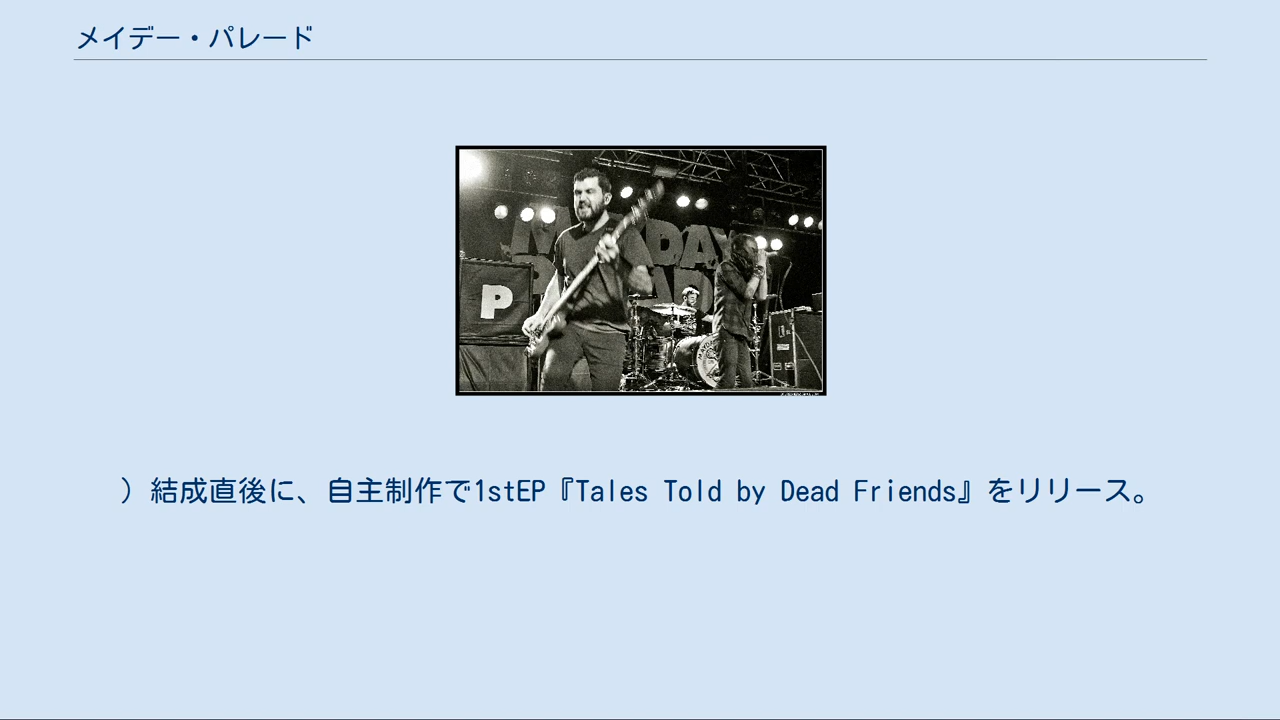 メイデー・パレード
P
）結成直後に、自主制作で1stEP『Tales Told by Dead Friends』をリリース。